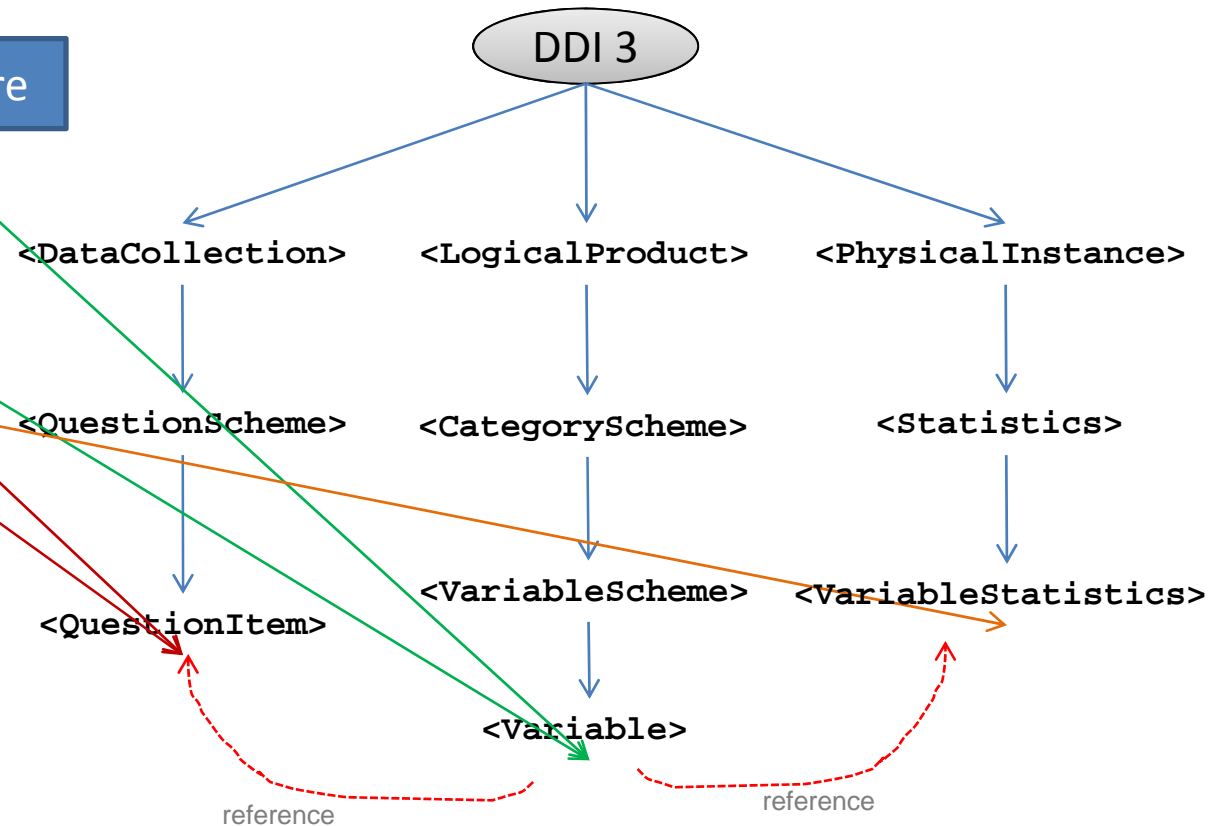 DDI 3
re
<DataCollection>
<LogicalProduct>
<PhysicalInstance>
<QuestionScheme>
<CategoryScheme>
<Statistics>
<VariableScheme>
<VariableStatistics>
<QuestionItem>
<Variable>
reference
reference